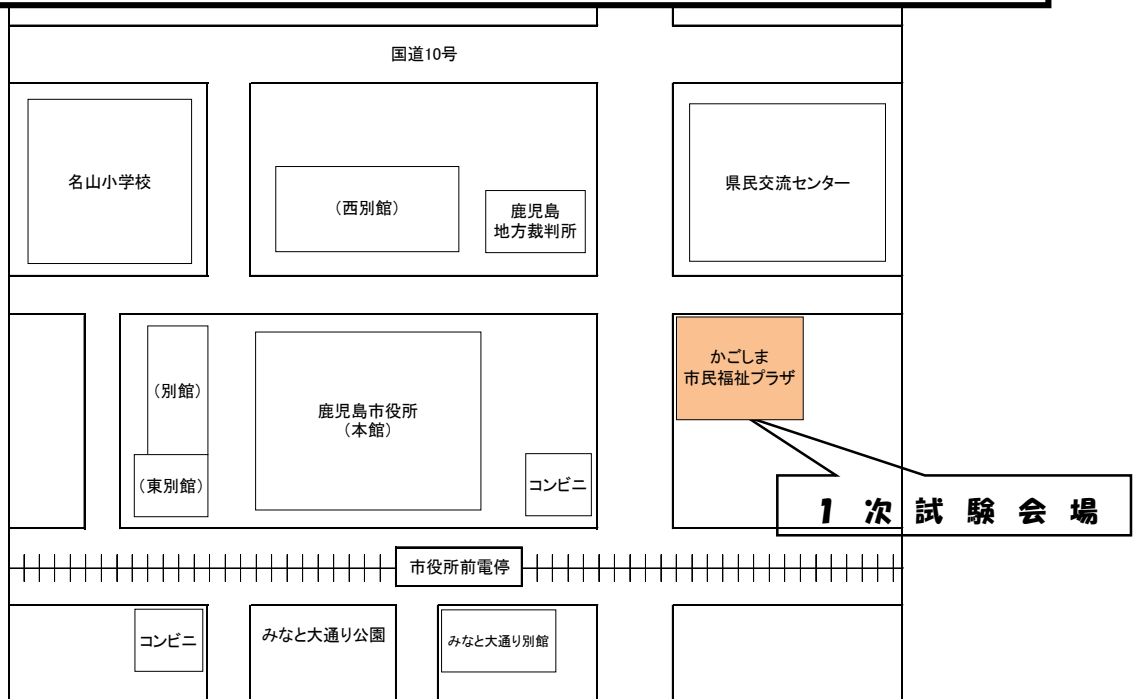 国道10号
名山小学校
（西別館）
鹿児島
地方裁判所
県民交流センター
（別館）
（東別館）
鹿児島市役所
（本館）
コンビニ
かごしま
市民福祉プラザ
1次試験会場
市役所前電停
コンビニ
みなと大通り公園
みなと大通り別館